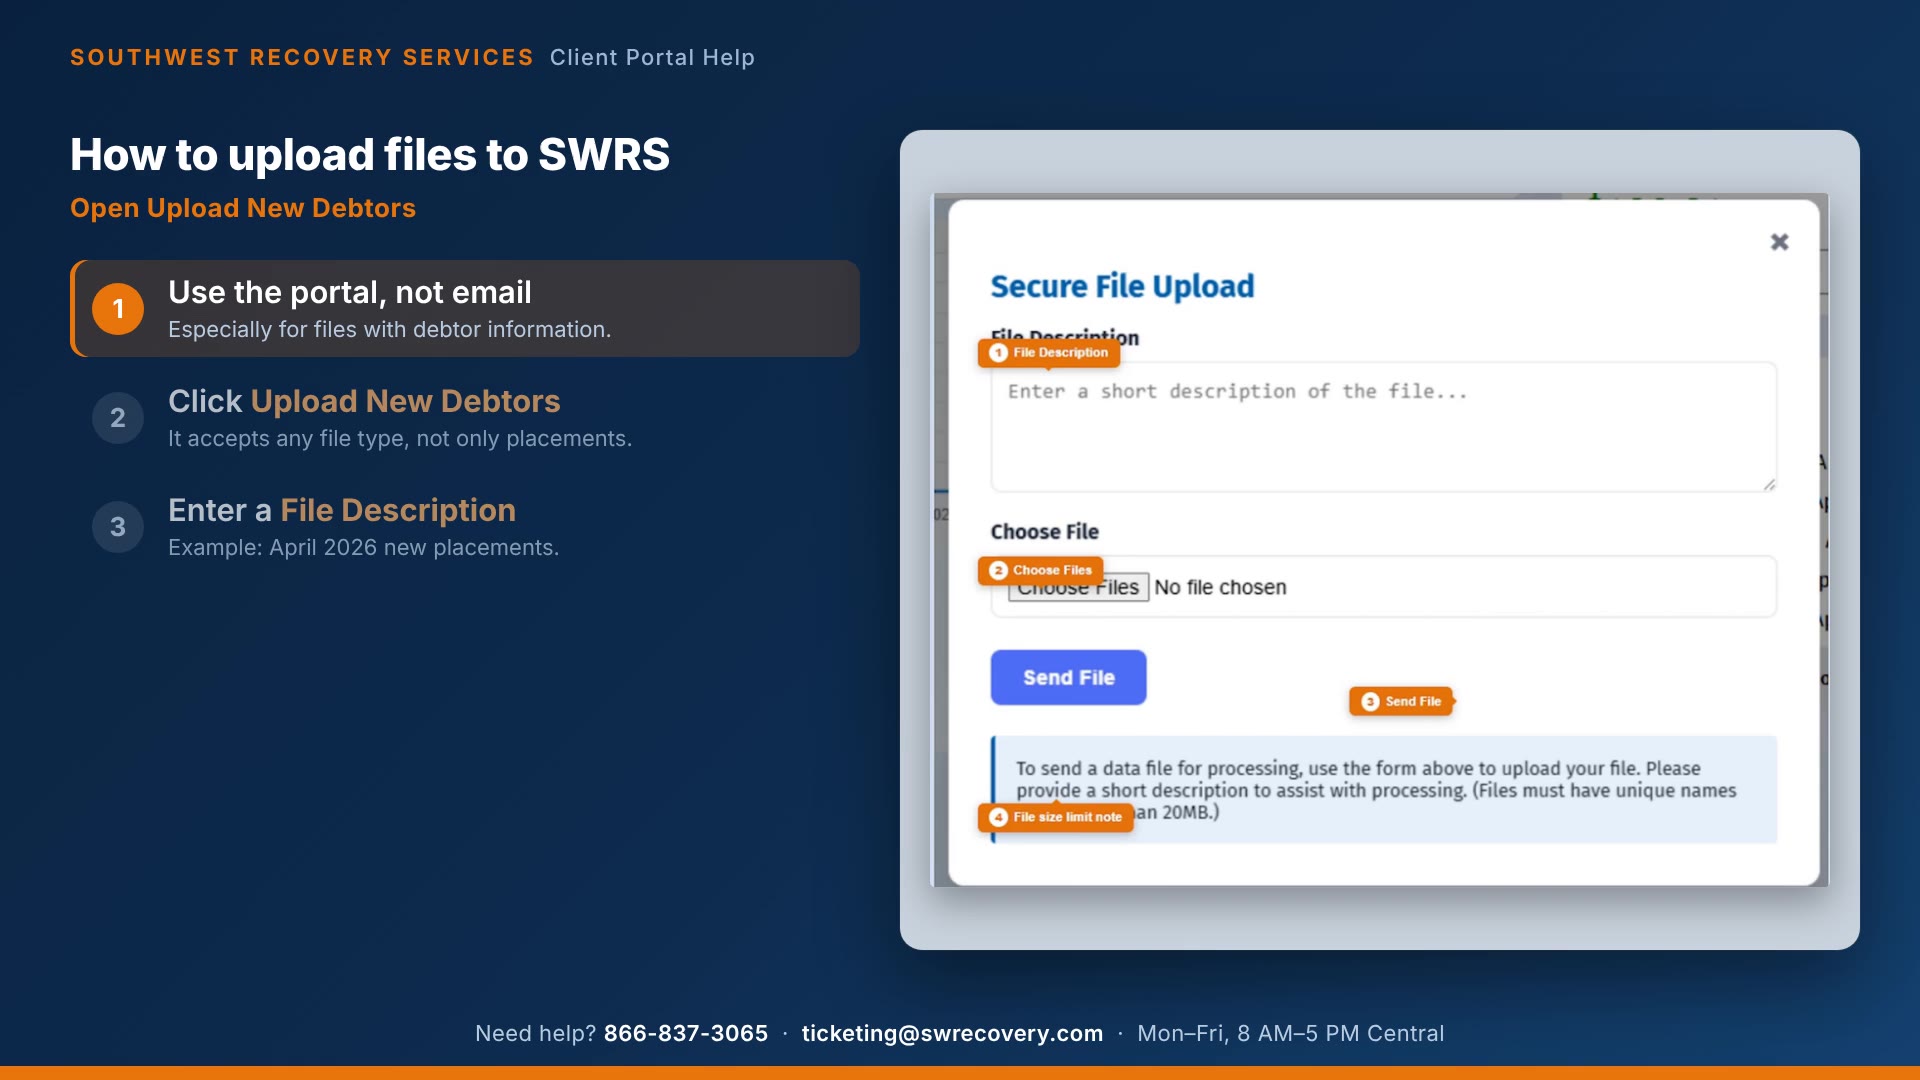 SOUTHWEST RECOVERY SERVICES Client Portal Help
How to upload files to SWRS
Open Upload New Debtors
1
Use the portal, not email
Especially for files with debtor information.
2
Click Upload New Debtors
It accepts any file type, not only placements.
3
Enter a File Description
Example: April 2026 new placements.
Secure File Upload
File Description
1 File Description
Enter a short description of the file...
Choose File
2 Choose Files
Choose Files No file chosen
Send File
3 Send File
To send a data file for processing, use the form above to upload your file. Please
provide a short description to assist with processing. (Files must have unique names
an 20MB.)
4 File size limit note
Need help? 866-837-3065 · ticketing@swrecovery.com · Mon–Fri, 8 AM–5 PM Central